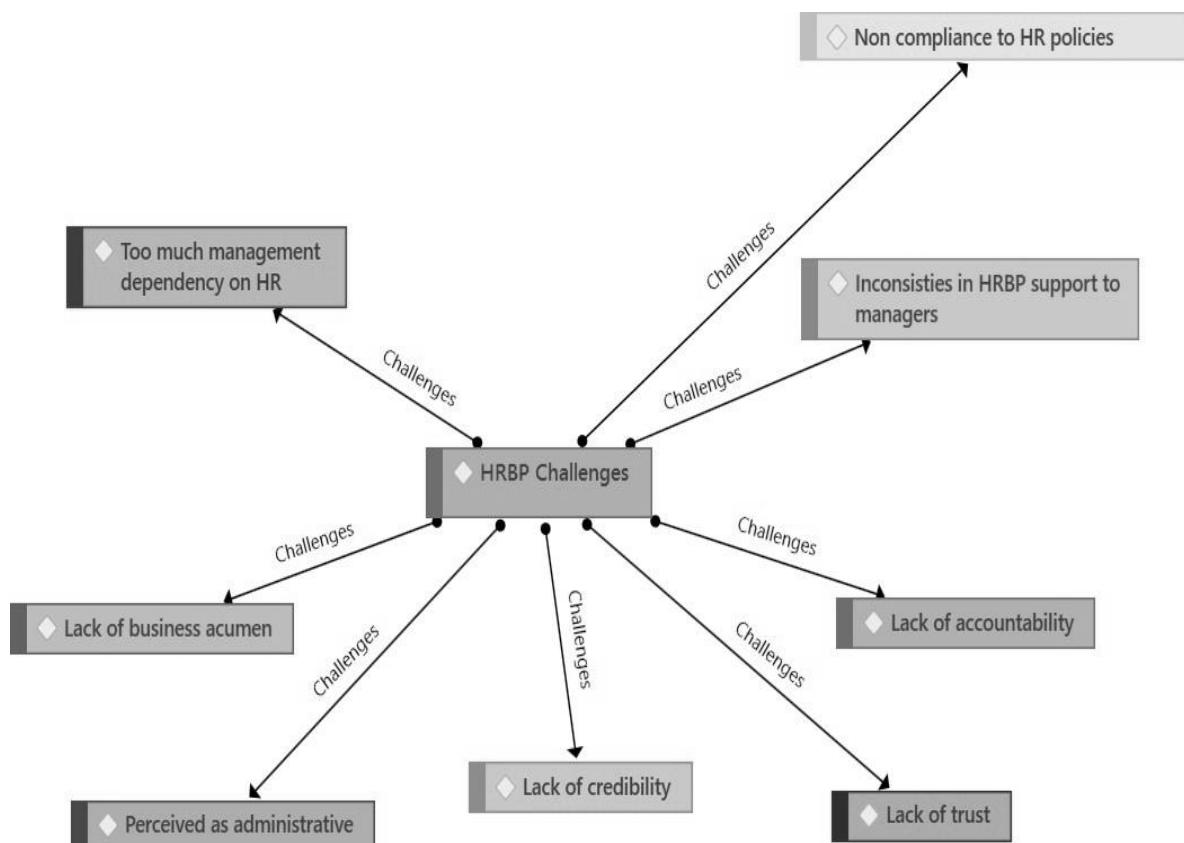 Non compliance to HR policies
Too much management
dependency on HR
Inconsisties in HRBP support to
managers
Challenges
Challenges
Challenges
HRBP Challenges
Challenges
Challenges
Challenges
Challenges
Challenges
Lack of business acumen
Lack of accountability
Lack of credibility
Perceived as administrative
Lack of trust